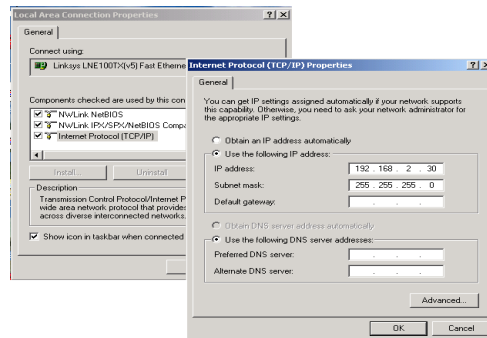 Local Area Connection Properties
General
Connect using:
Linksys LNE100TX(v5) Fast Etherne
Components checked are used by this con
NWLink NetBIOS
NWLink IPX/SPX/NetBIOS Compa
Internet Protocol (TCP/IP)
Install...
Uninstall
Description
Transmission Control Protocol/Internet P
wide area network protocol that provides
across diverse interconnected networks.
Show icon in taskbar when connected
Internet Protocol (TCP/IP) Properties
General
You can get IP settings assigned automatically if your network supports
this capability. Otherwise, you need to ask your network administrator for
the appropriate IP settings.
Obtain an IP address automatically
Use the following IP address:
IP address:
192 . 168 . 2 . 30
Subnet mask:
255 . 255 . 255 . 0
Default gateway:
Obtain DNS server address automatically
Use the following DNS server addresses:
Preferred DNS server:
Alternate DNS server:
Advanced...
OK
Cancel